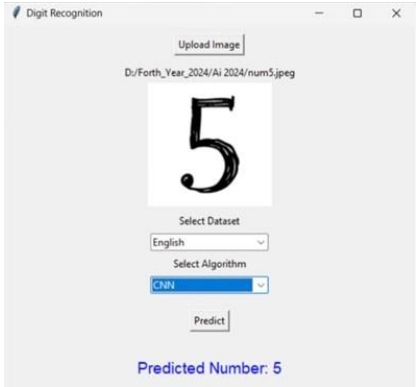 Digit Recognition
Upload Image
D:/Forth_Year_2024/Ai 2024/num5.jpeg
5
Select Dataset
English
Select Algorithm
CNN
Predict
Predicted Number: 5